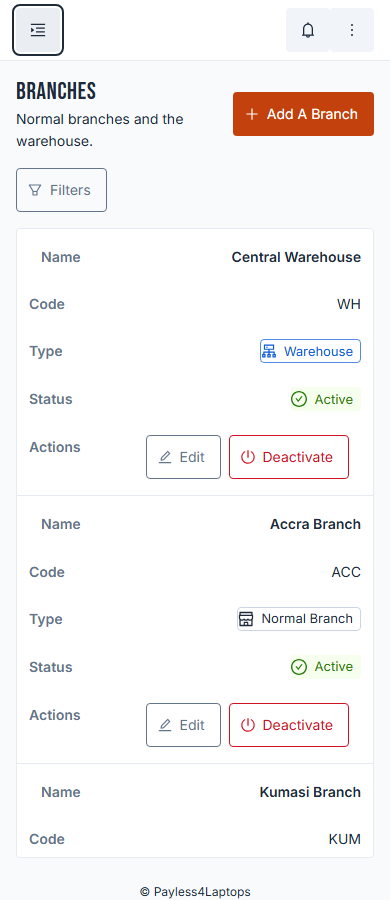 BRANCHES
Normal branches and the
warehouse.
Add A Branch
Filters
Name Central Warehouse
Code WH
Type Warehouse
Status Active
Actions Edit Deactivate
Name Accra Branch
Code ACC
Type Normal Branch
Status Active
Actions Edit Deactivate
Name Kumasi Branch
Code KUM
© Payless4Laptops